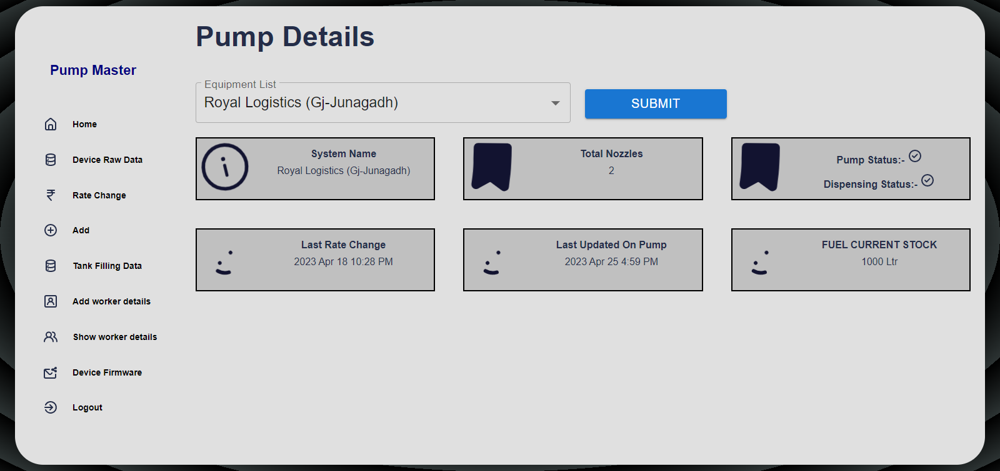 Pump Details
Pump Master
Home
Device Raw Data
Rate Change
Add
Tank Filling Data
Add worker details
Show worker details
Device Firmware
Logout
Equipment List
Royal Logistics (Gj-Junagadh)
SUBMIT
System Name
Royal Logistics (Gj-Junagadh)
Total Nozzles
2
Pump Status:-
Dispensing Status:-
Last Rate Change
2023 Apr 18 10:28 PM
Last Updated On Pump
2023 Apr 25 4:59 PM
FUEL CURRENT STOCK
1000 Ltr